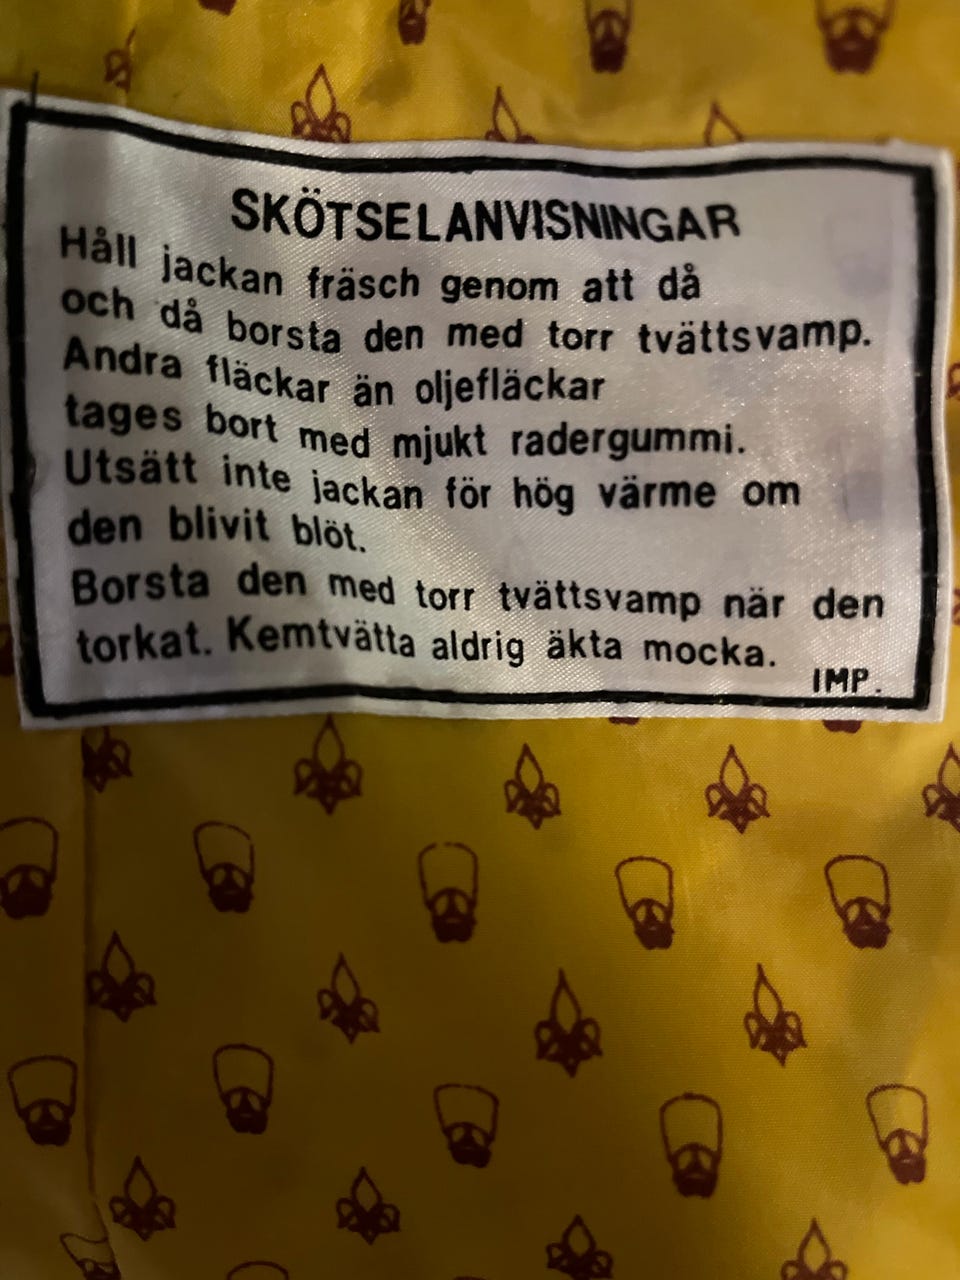 SKÖTSELANVISNINGAR
Håll jackan fräsch genom att då
och då borsta den med torr tvättsvamp.
Andra fläckar än oljefläckar
tages bort med mjukt radergummi.
Utsätt inte jackan för hög värme om
den blivit blöt.
Borsta den med torr tvättsvamp när den
torkat. Kemtvätta aldrig äkta mocka.
IMP.